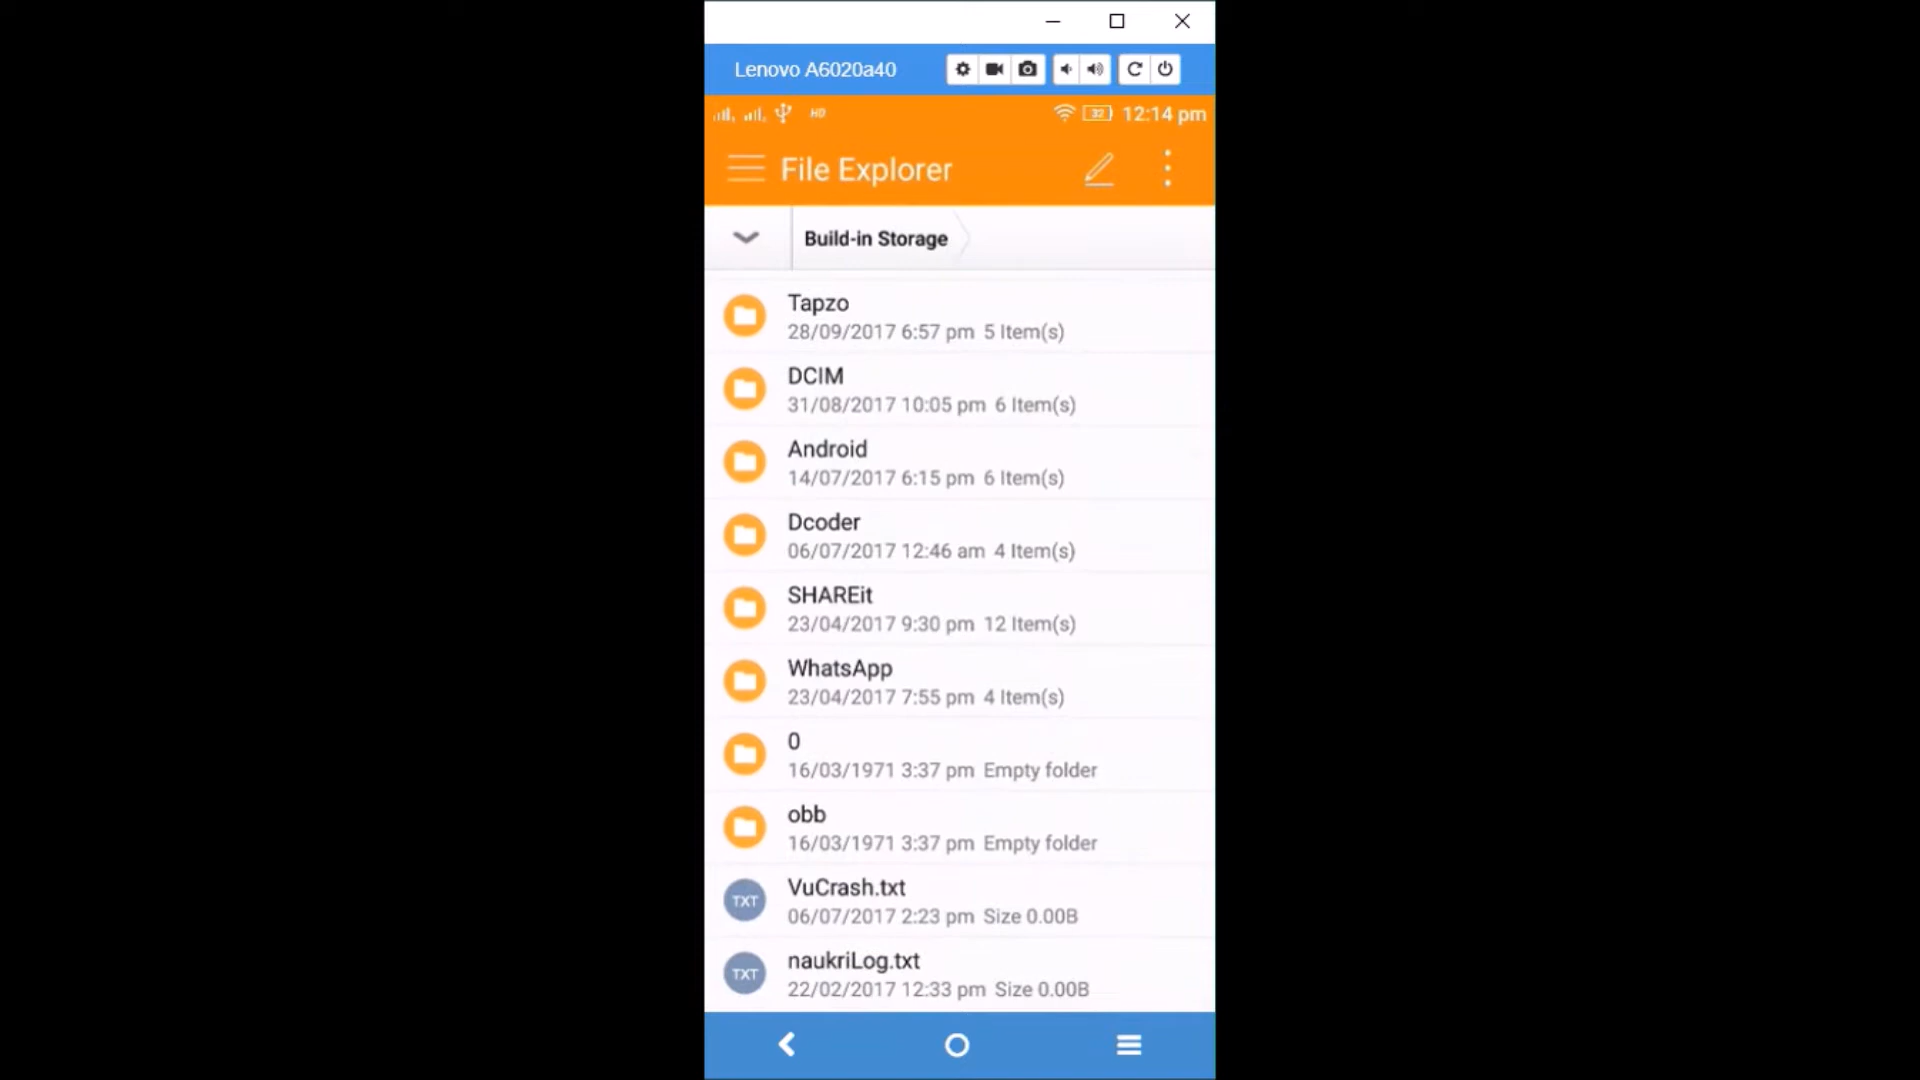 Lenovo A6020a40
HD
32
12:14 pm
File Explorer
Build-in Storage
Tapzo
28/09/2017 6:57 pm 5 Item(s)
DCIM
31/08/2017 10:05 pm 6 Item(s)
Android
14/07/2017 6:15 pm 6 Item(s)
Dcoder
06/07/2017 12:46 am 4 Item(s)
SHAREit
23/04/2017 9:30 pm 12 Item(s)
WhatsApp
23/04/2017 7:55 pm 4 Item(s)
0
16/03/1971 3:37 pm Empty folder
obb
16/03/1971 3:37 pm Empty folder
TXT
VuCrash.txt
06/07/2017 2:23 pm Size 0.00B
TXT
naukriLog.txt
22/02/2017 12:33 pm Size 0.00B